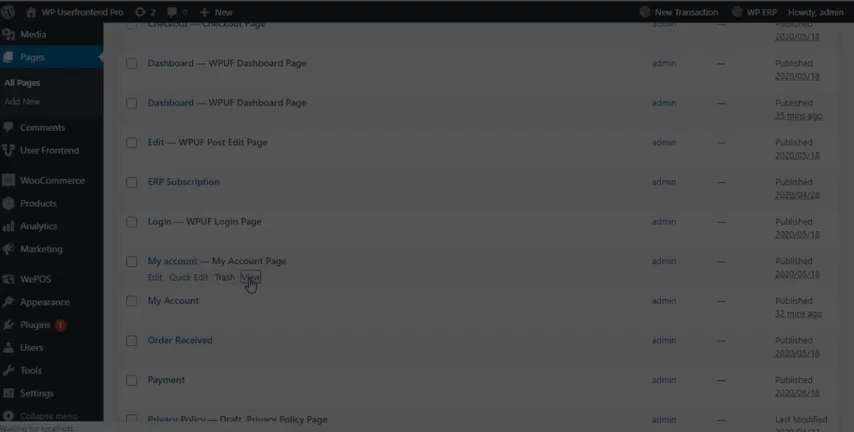 WP Userfrontend Pro 2 0 + New New Transaction WP ERP Howdy, admin
Media
Pages
All Pages
Add New
Comments
User Frontend
WooCommerce
Products
Analytics
Marketing
WePOS
Appearance
Plugins 1
Users
Tools
Settings
Collapse menu
Waiting for localhost...
Checkout — Checkout Page admin — Published
2020/05/18
Dashboard — WPUF Dashboard Page admin — Published
2020/05/18
Dashboard — WPUF Dashboard Page admin — Published
35 mins ago
Edit — WPUF Post Edit Page admin — Published
2020/05/18
ERP Subscription admin — Published
2020/04/28
Login — WPUF Login Page admin — Published
2020/05/18
My account — My Account Page admin — Published
2020/05/18
Edit Quick Edit Trash View
My Account admin — Published
32 mins ago
Order Received admin — Published
2020/05/18
Payment admin — Published
2020/05/18
Privacy Policy — Draft, Privacy Policy Page admin — Last Modified